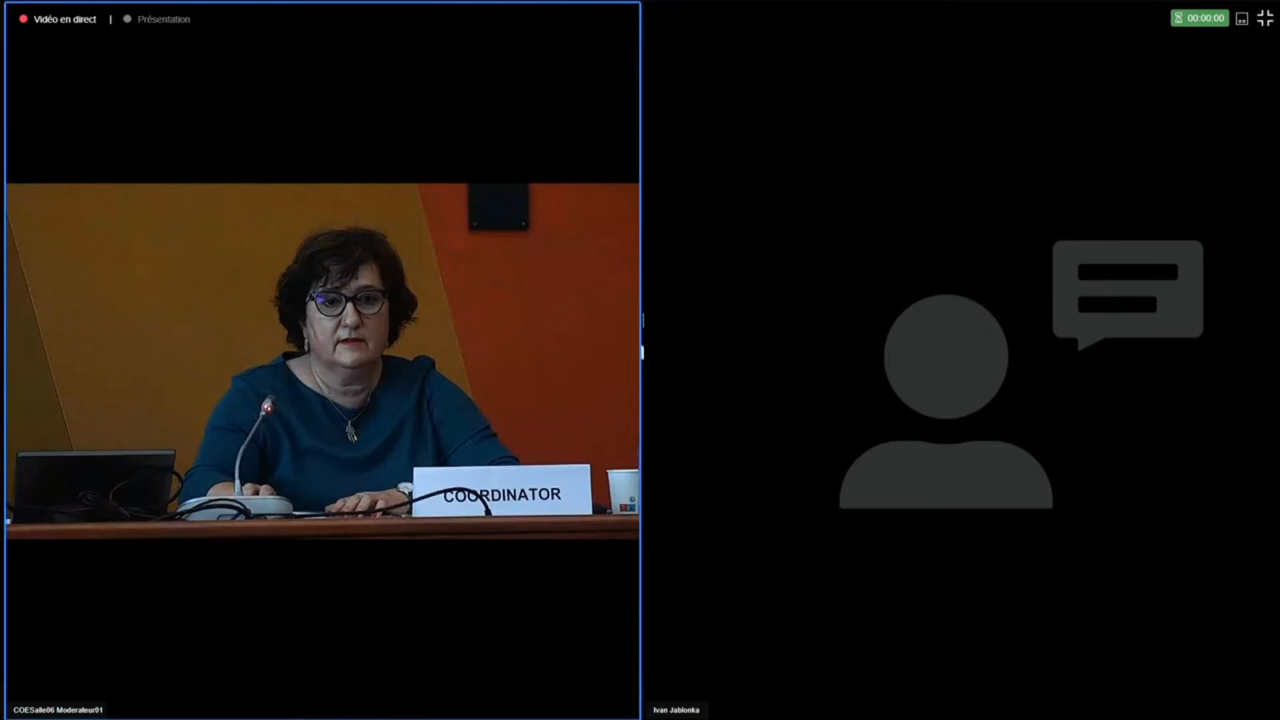 Vidéo en direct | Présentation
00:00:00
COORDINATOR
COESalle06 Moderateur01
Ivan Jablonka